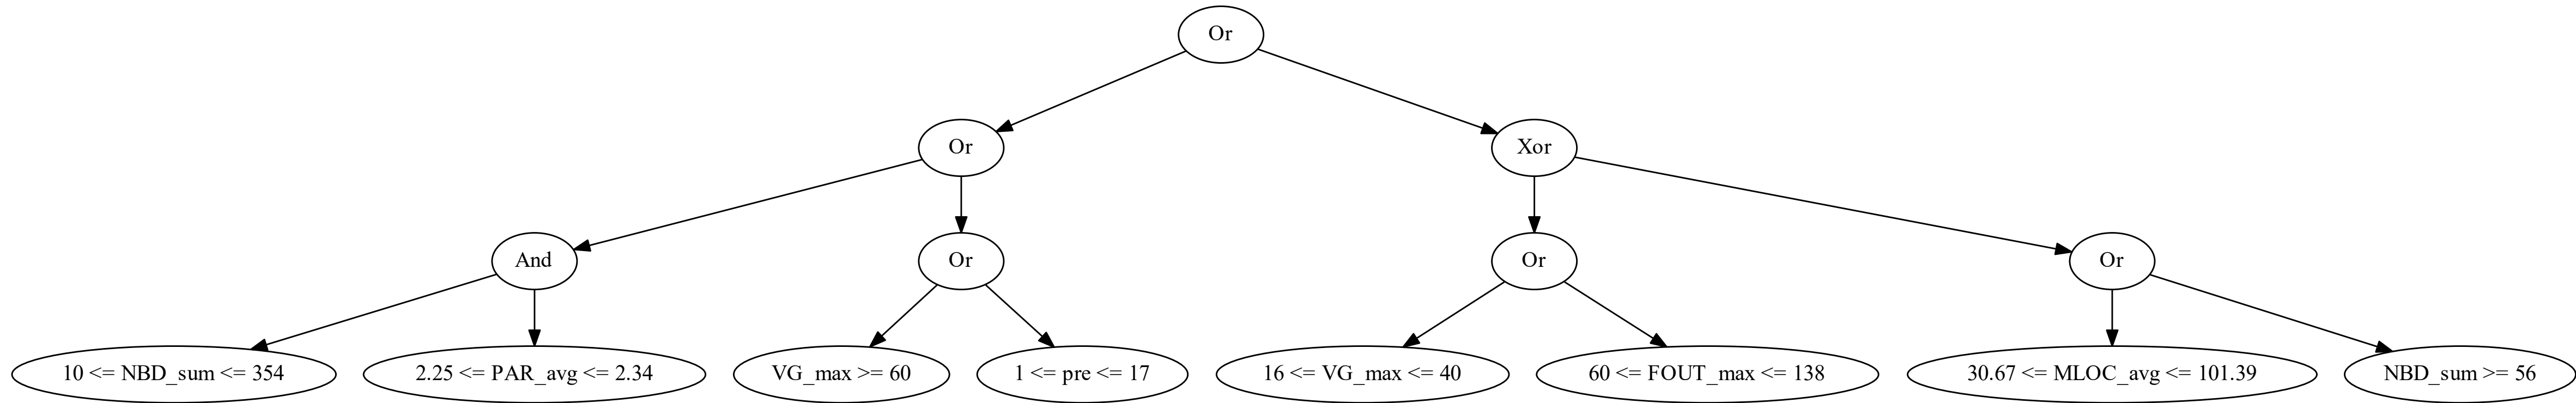 Or
Or
Xor
And
Or
Or
Or
10 <= NBD_sum <= 354
2.25 <= PAR_avg <= 2.34
VG_max >= 60
1 <= pre <= 17
16 <= VG_max <= 40
60 <= FOUT_max <= 138
30.67 <= MLOC_avg <= 101.39
NBD_sum >= 56